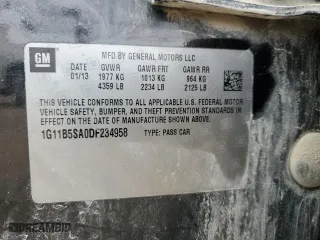 GM
MFD BY GENERAL MOTORS LLC
DATE GVWR GAWR FRT GAWR RR
01/13 1977 KG 1013 KG 964 KG
4359 LB 2234 LB 2125 LB
THIS VEHICLE CONFORMS TO ALL APPLICABLE U.S. FEDERAL MOTOR
VEHICLE SAFETY, BUMPER, AND THEFT PREVENTION STANDARDS
IN EFFECT ON THE DATE OF MANUFACTURE SHOWN ABOVE.
1G11B5SA0DF234958 TYPE: PASS CAR